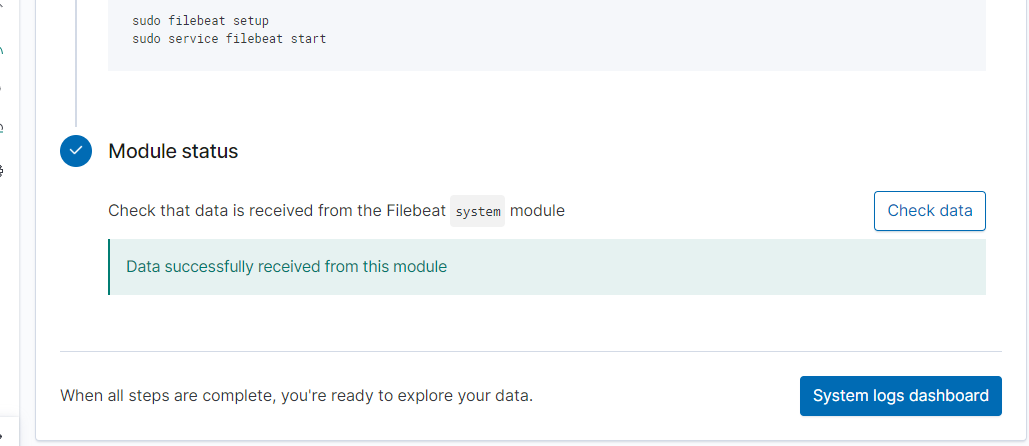 sudo filebeat setup
sudo service filebeat start
Module status
Check that data is received from the Filebeat system module
Check data
Data successfully received from this module
When all steps are complete, you're ready to explore your data.
System logs dashboard